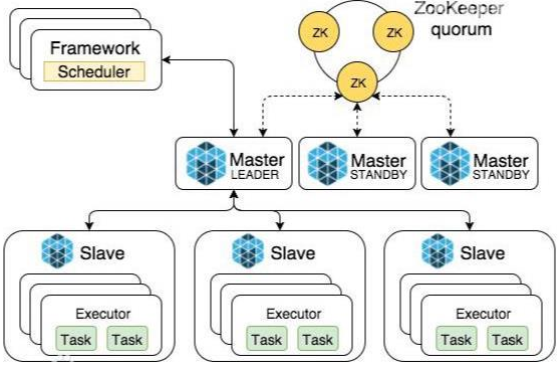 ZooKeeper
quorum
ZK
ZK
ZK
Framework
Scheduler
Master
LEADER
Master
STANDBY
Master
STANDBY
Slave
Executor
Task Task
Slave
Executor
Task Task
Slave
Executor
Task Task